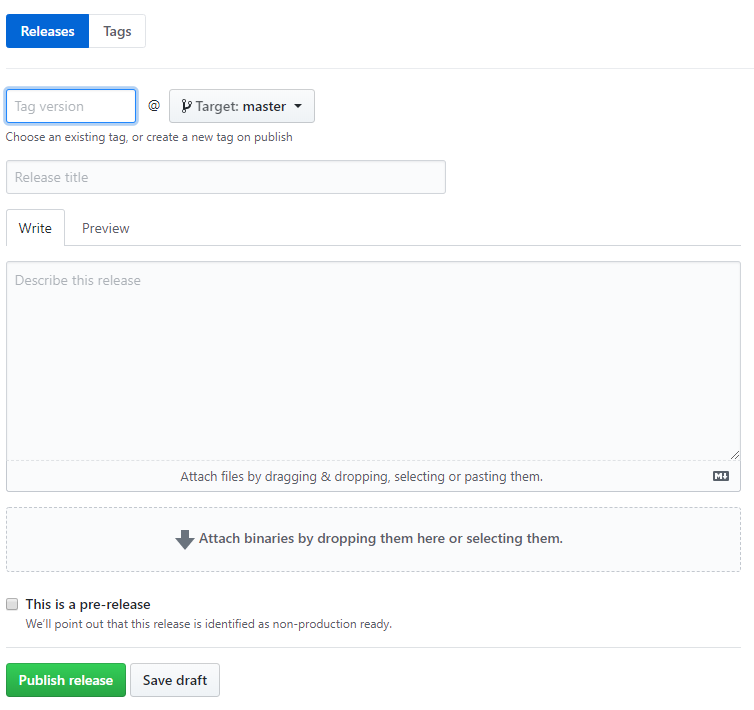 Releases Tags
Tag version @ Target: master
Choose an existing tag, or create a new tag on publish
Release title
Write Preview
Describe this release
Attach files by dragging & dropping, selecting or pasting them.
Attach binaries by dropping them here or selecting them.
This is a pre-release
We’ll point out that this release is identified as non-production ready.
Publish release Save draft